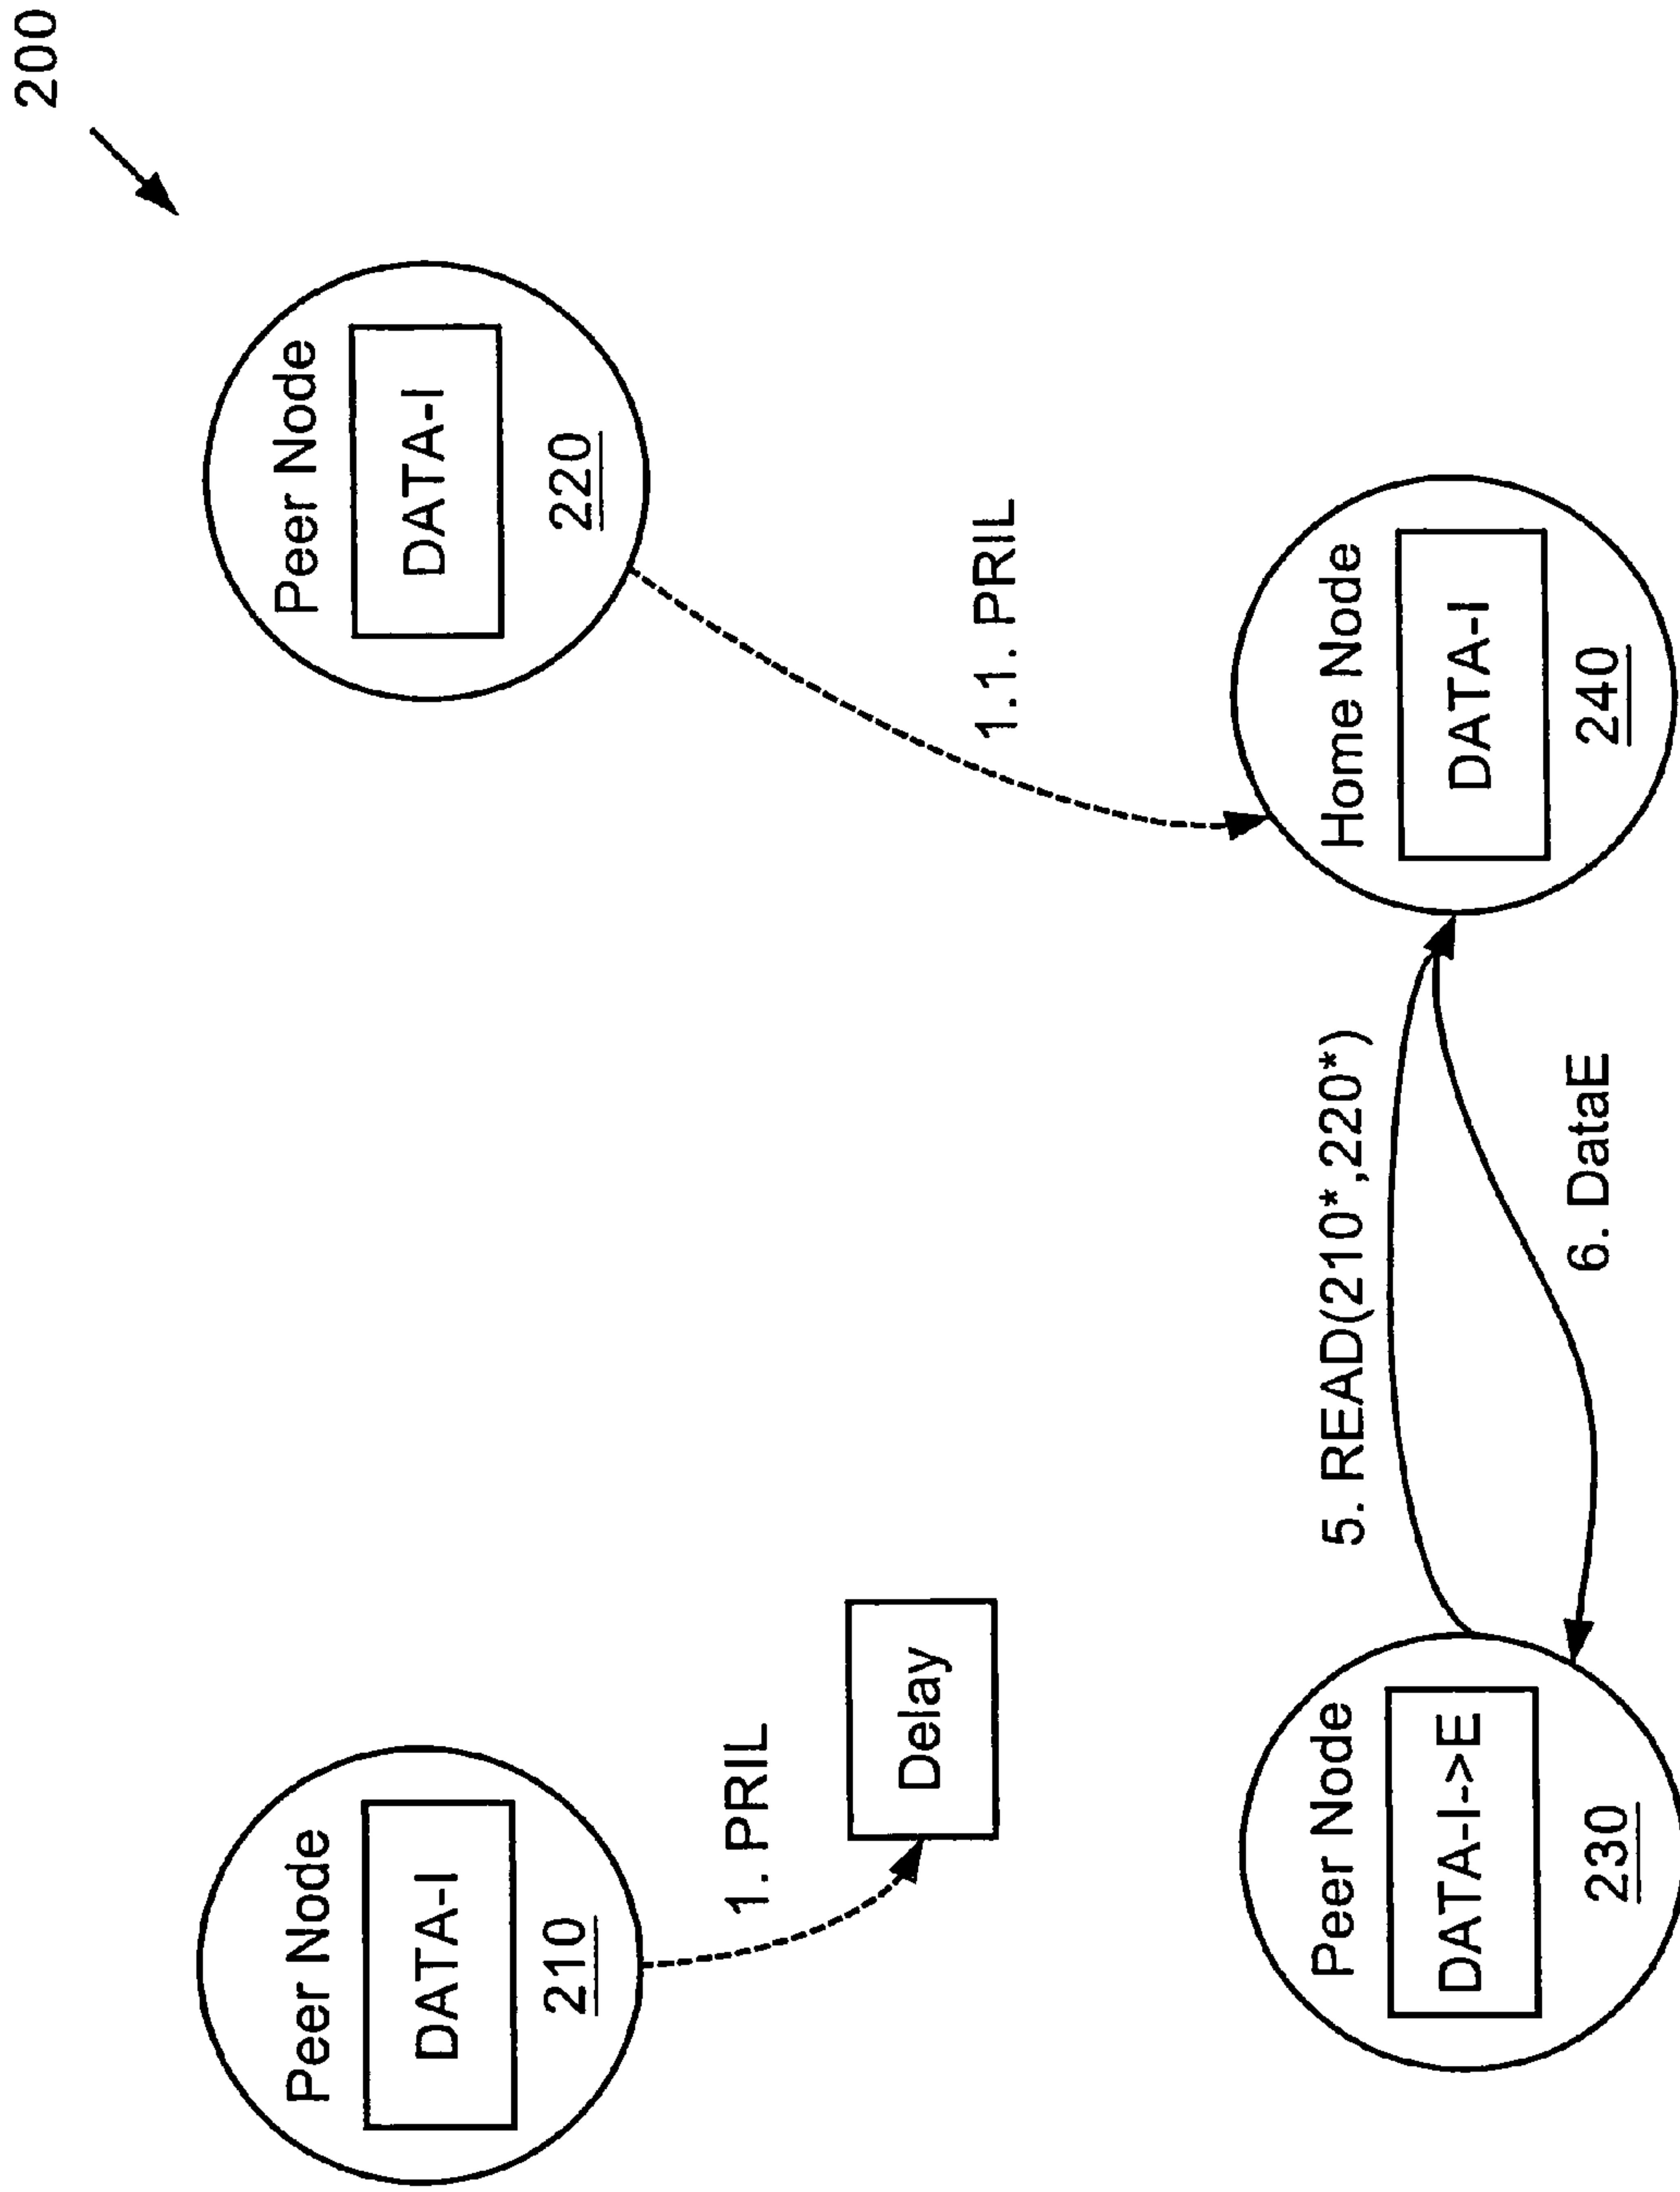 200
Peer Node
DATA-I
210
Peer Node
DATA-I
220
1. PRIL
Delay
1.1. PRIL
Peer Node
DATA-I->E
230
5. READ(210*,220*)
6. DataE
Home Node
DATA-I
240